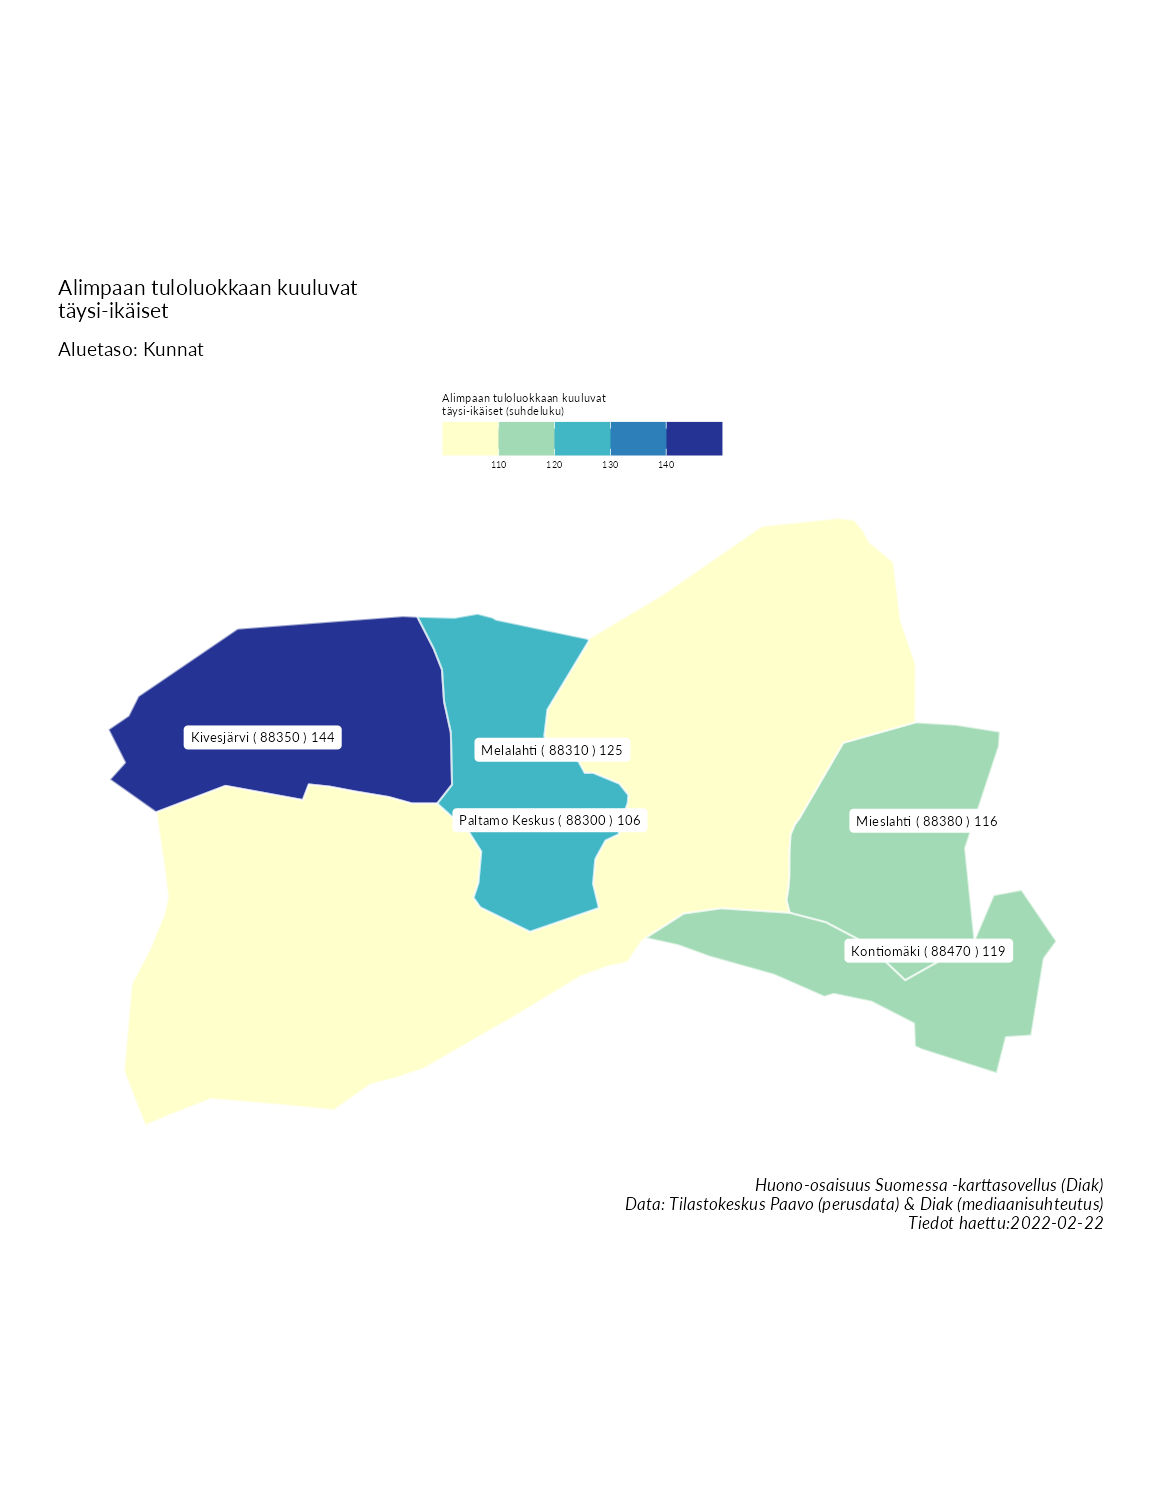 Alimpaan tuloluokkaan kuuluvat
täysi-ikäiset
Aluetaso: Kunnat
Alimpaan tuloluokkaan kuuluvat
täysi-ikäiset (suhdeluku)
110 120 130 140
Kivesjärvi ( 88350 ) 144
Melalahti ( 88310 ) 125
Paltamo Keskus ( 88300 ) 106
Mieslahti ( 88380 ) 116
Kontiomäki ( 88470 ) 119
Huono-osaisuus Suomessa -karttasovellus (Diak)
Data: Tilastokeskus Paavo (perusdata) & Diak (mediaanisuhteutus)
Tiedot haettu:2022-02-22